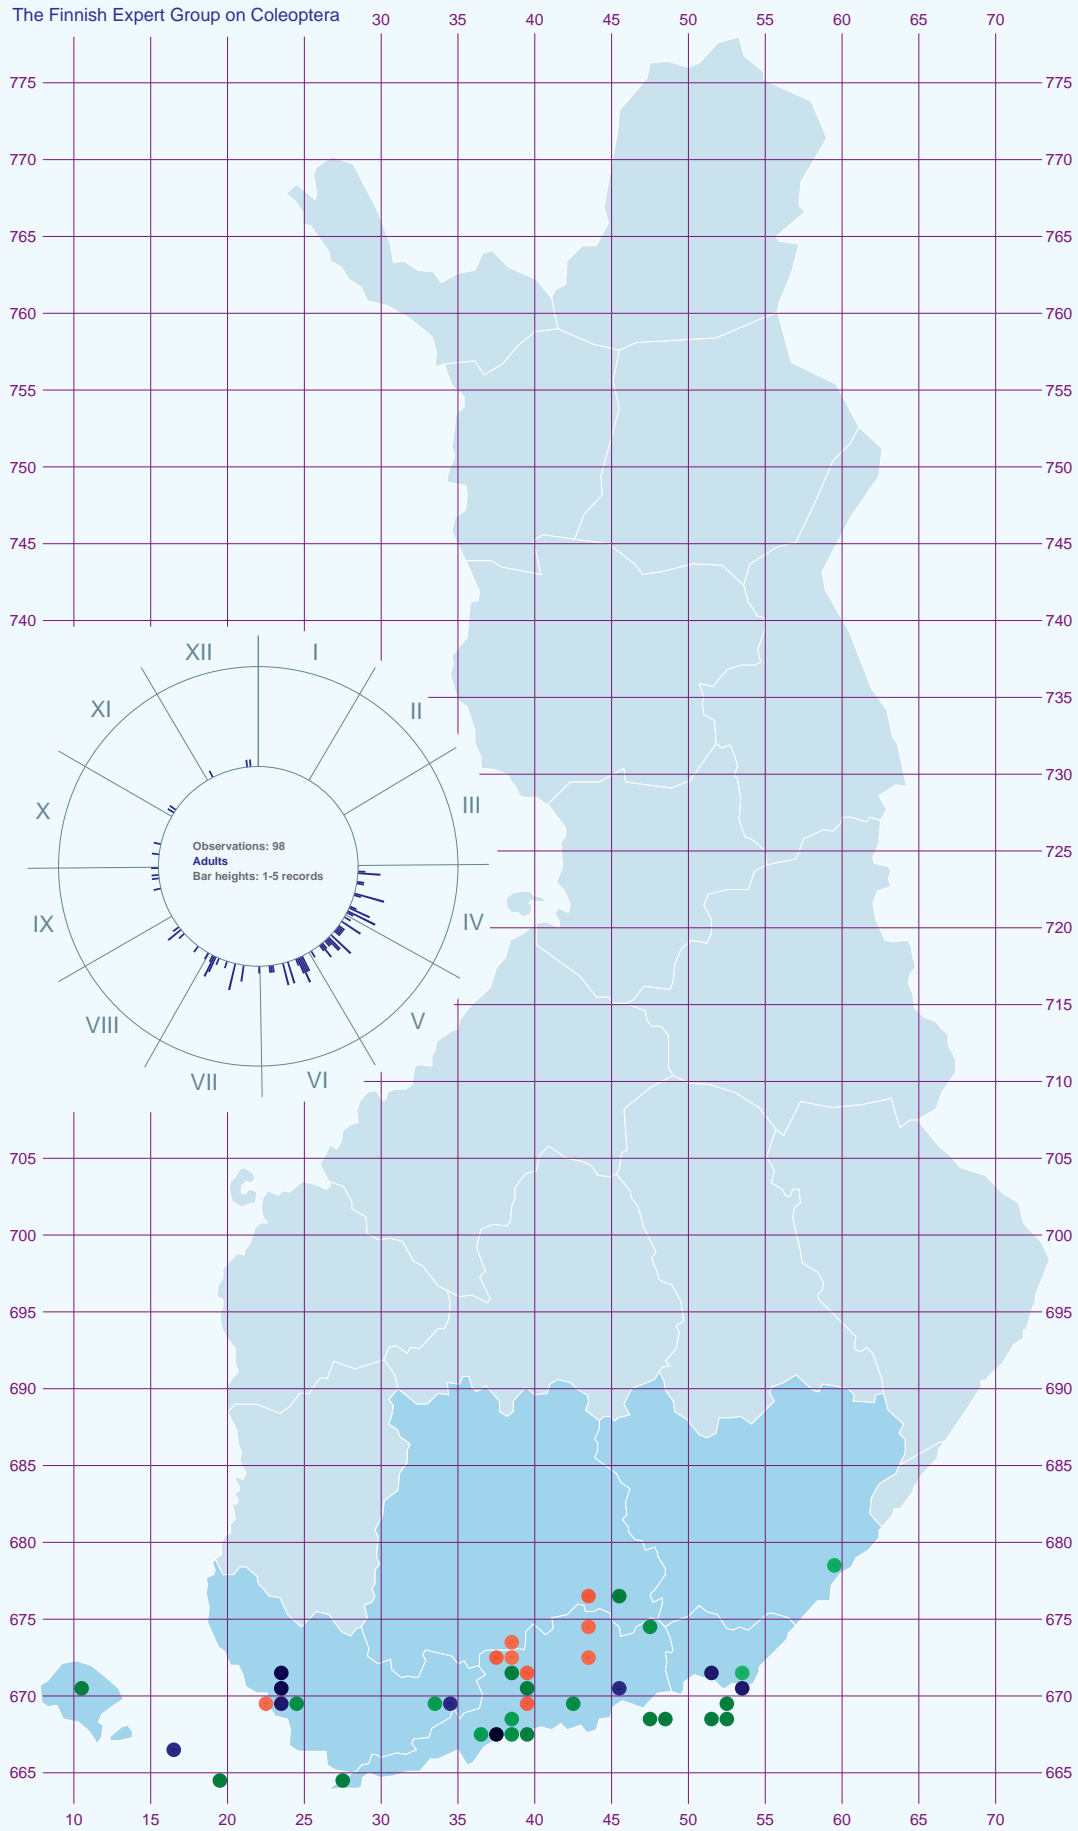 The Finnish Expert Group on Coleoptera
30 35 40 45 50 55 60 65 70
775 775
770 770
765 765
760 760
755 755
750 750
745 745
740 740
XII I
XI II
735
730
X III
725
Observations: 98
Adults
Bar heights: 1-5 records
IX IV
720
VIII V
715
VII VI
710
705 705
700 700
695 695
690 690
685 685
680 680
675 675
670 670
665 665
10 15 20 25 30 35 40 45 50 55 60 65 70